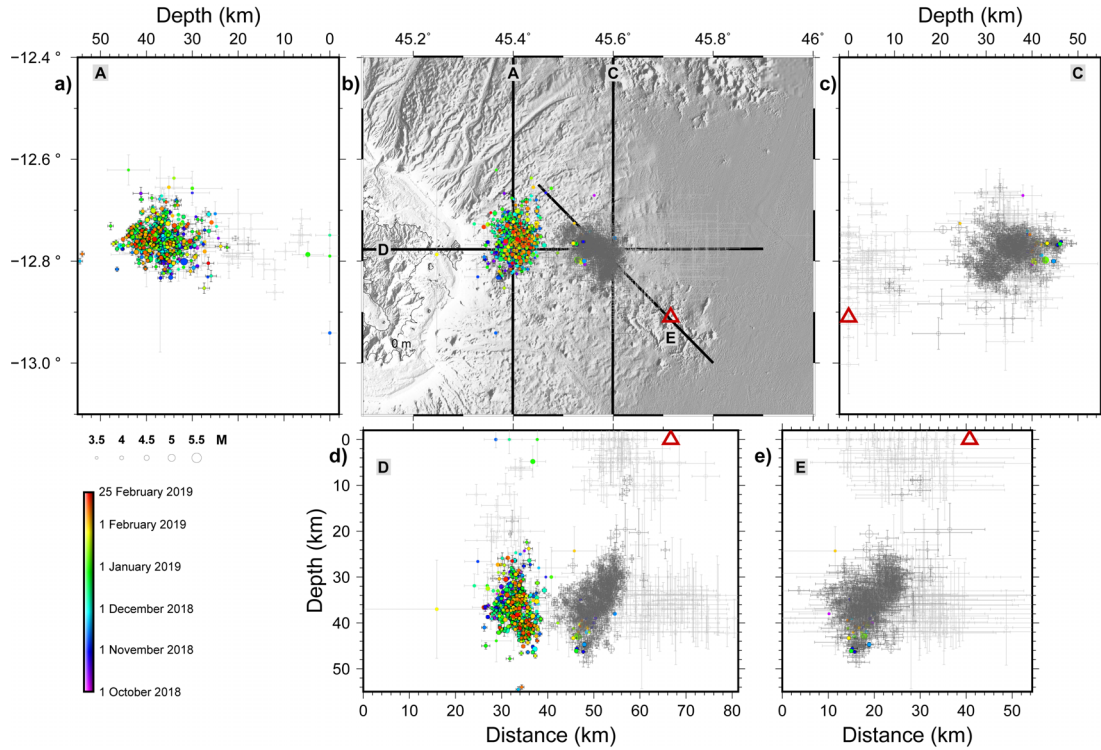 Depth (km)
50 40 30 20 10 0
45.2° 45.4° 45.6° 45.8° 46°
Depth (km)
0 10 20 30 40 50
−12.4 °
−12.6 °
−12.8 °
−13.0 °
a)
A
b)
A
C
D
E
0 m
c)
C
3.5 4 4.5 5 5.5 M
25 February 2019
1 February 2019
1 January 2019
1 December 2018
1 November 2018
1 October 2018
d)
D
Depth (km)
0
10
20
30
40
50
0 10 20 30 40 50 60 70 80
Distance (km)
e)
E
0 10 20 30 40 50
Distance (km)